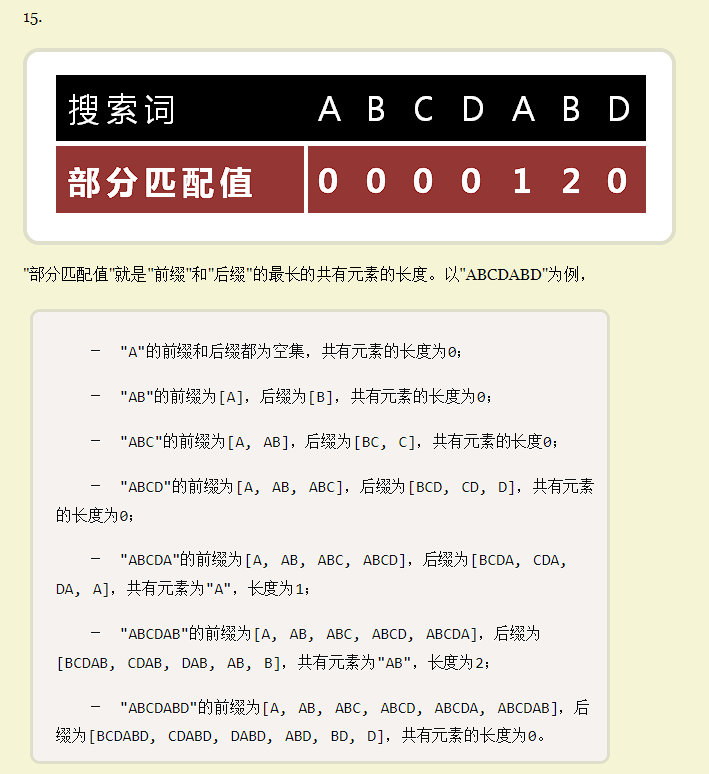 15.
搜索词 A B C D A B D
部分匹配值 0 0 0 0 1 2 0
"部分匹配值"就是"前缀"和"后缀"的最长的共有元素的长度。以"ABCDABD"为例，
－ "A"的前缀和后缀都为空集，共有元素的长度为0；
－ "AB"的前缀为[A]，后缀为[B]，共有元素的长度为0；
－ "ABC"的前缀为[A, AB]，后缀为[BC, C]，共有元素的长度0；
－ "ABCD"的前缀为[A, AB, ABC]，后缀为[BCD, CD, D]，共有元素
的长度为0；
－ "ABCDA"的前缀为[A, AB, ABC, ABCD]，后缀为[BCDA, CDA,
DA, A]，共有元素为"A"，长度为1；
－ "ABCDAB"的前缀为[A, AB, ABC, ABCD, ABCDA]，后缀为
[BCDAB, CDAB, DAB, AB, B]，共有元素为"AB"，长度为2；
－ "ABCDABD"的前缀为[A, AB, ABC, ABCD, ABCDA, ABCDAB]，后
缀为[BCDABD, CDABD, DABD, ABD, BD, D]，共有元素的长度为0。